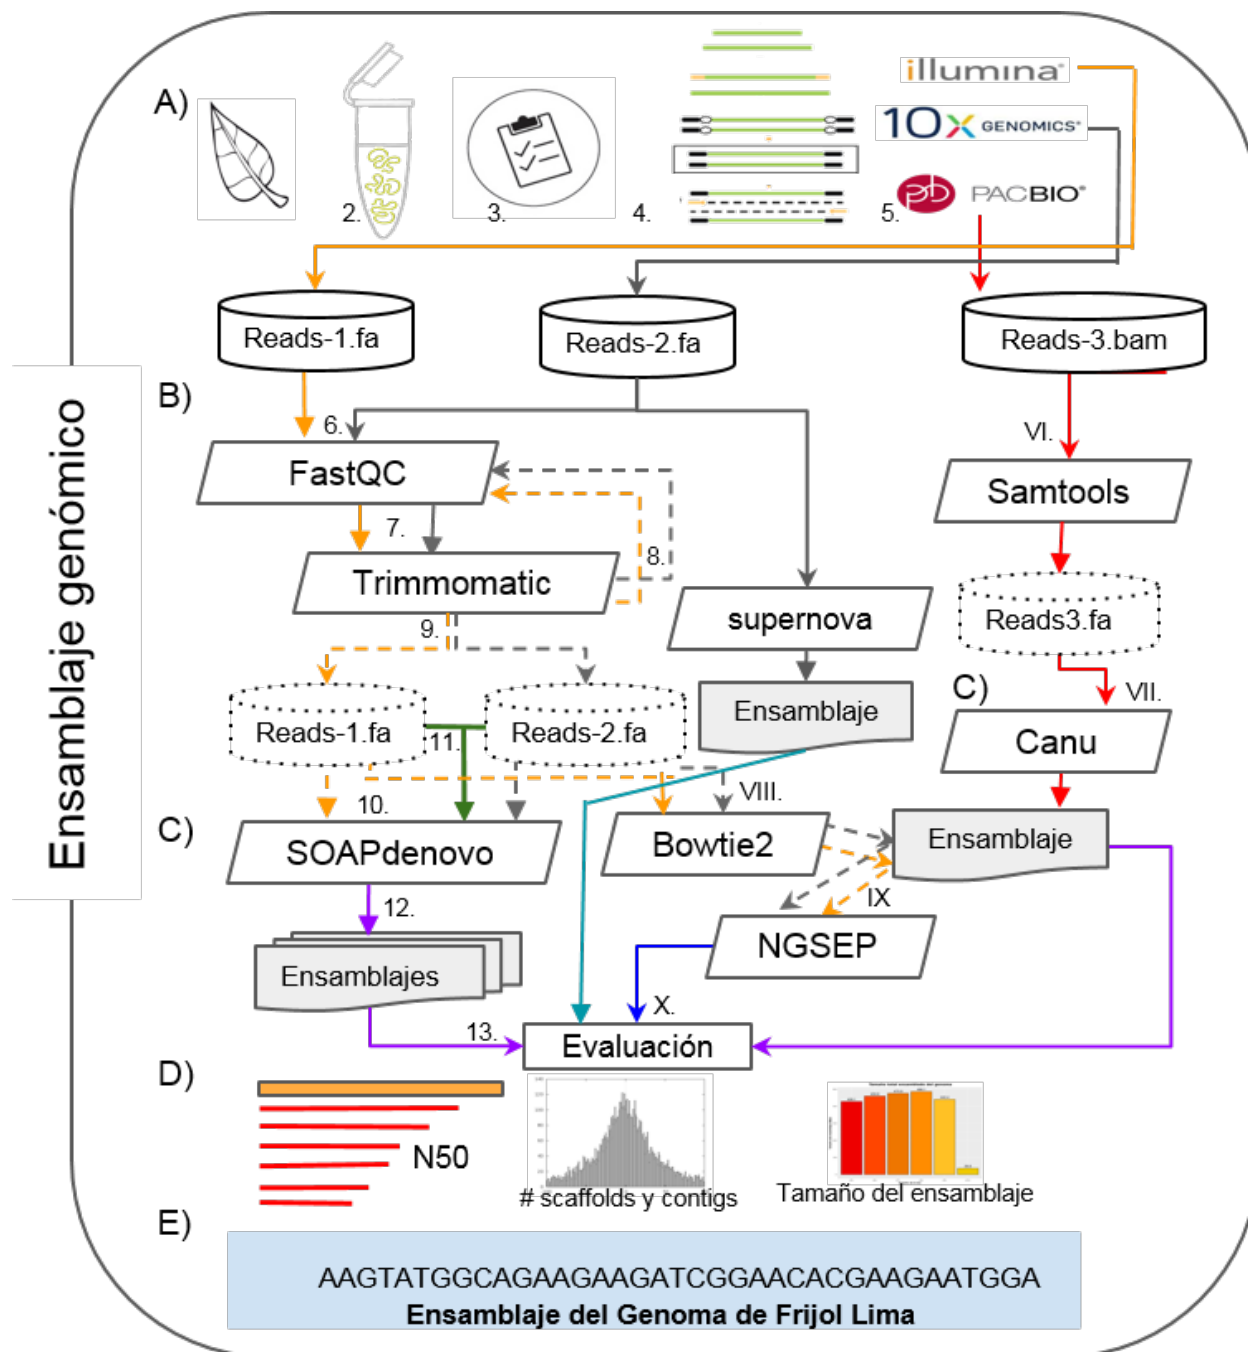 Ensamblaje genómico
A)
2.
3.
4.
5.
illumina®
10X GENOMICS®
pb PACBIO®
Reads-1.fa
Reads-2.fa
Reads-3.bam
B)
6.
VI.
FastQC
Samtools
7.
8.
Trimmomatic
Reads3.fa
supernova
9.
C)
VII.
Ensamblaje
Reads-1.fa
11.
Reads-2.fa
Canu
10.
VIII.
C)
SOAPdenovo
Bowtie2
Ensamblaje
12.
IX
NGSEP
Ensamblajes
X.
13.
Evaluación
D)
N50
# scaffolds y contigs
Tamaño del ensamblaje
E)
AAGTATGGCAGAAGAAGATCGGAACACGAAGAATGGA
Ensamblaje del Genoma de Frijol Lima